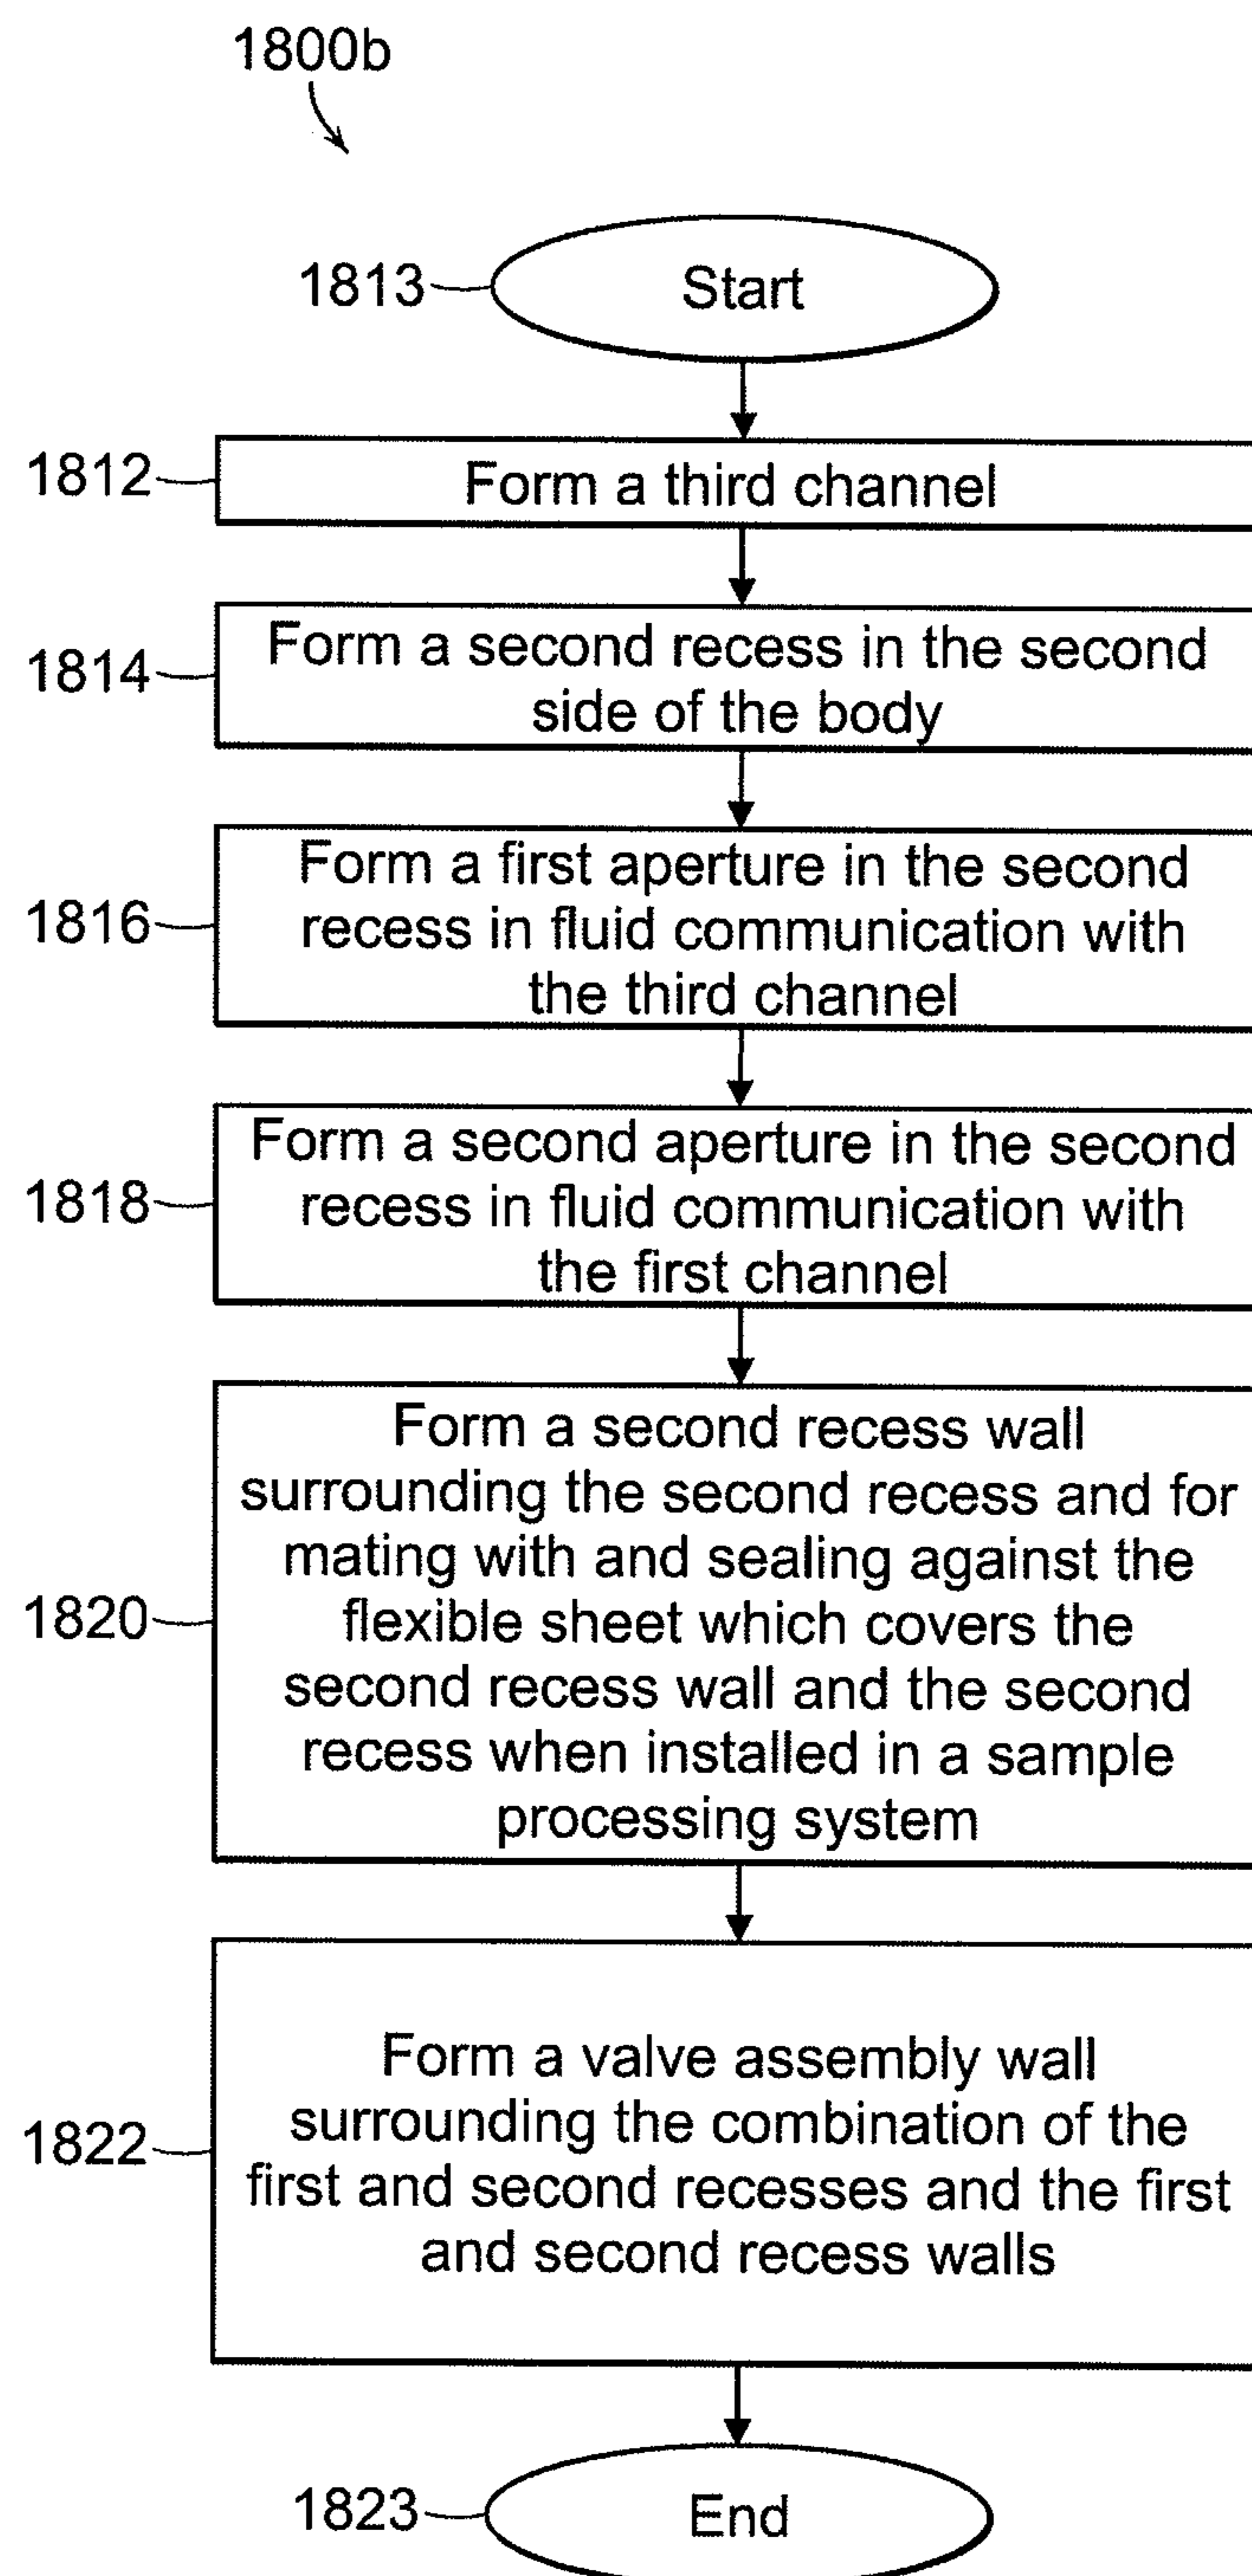 1800b
1813
Start
1812
Form a third channel
1814
Form a second recess in the second
side of the body
1816
Form a first aperture in the second
recess in fluid communication with
the third channel
1818
Form a second aperture in the second
recess in fluid communication with
the first channel
1820
Form a second recess wall
surrounding the second recess and for
mating with and sealing against the
flexible sheet which covers the
second recess wall and the second
recess when installed in a sample
processing system
1822
Form a valve assembly wall
surrounding the combination of the
first and second recesses and the first
and second recess walls
1823
End